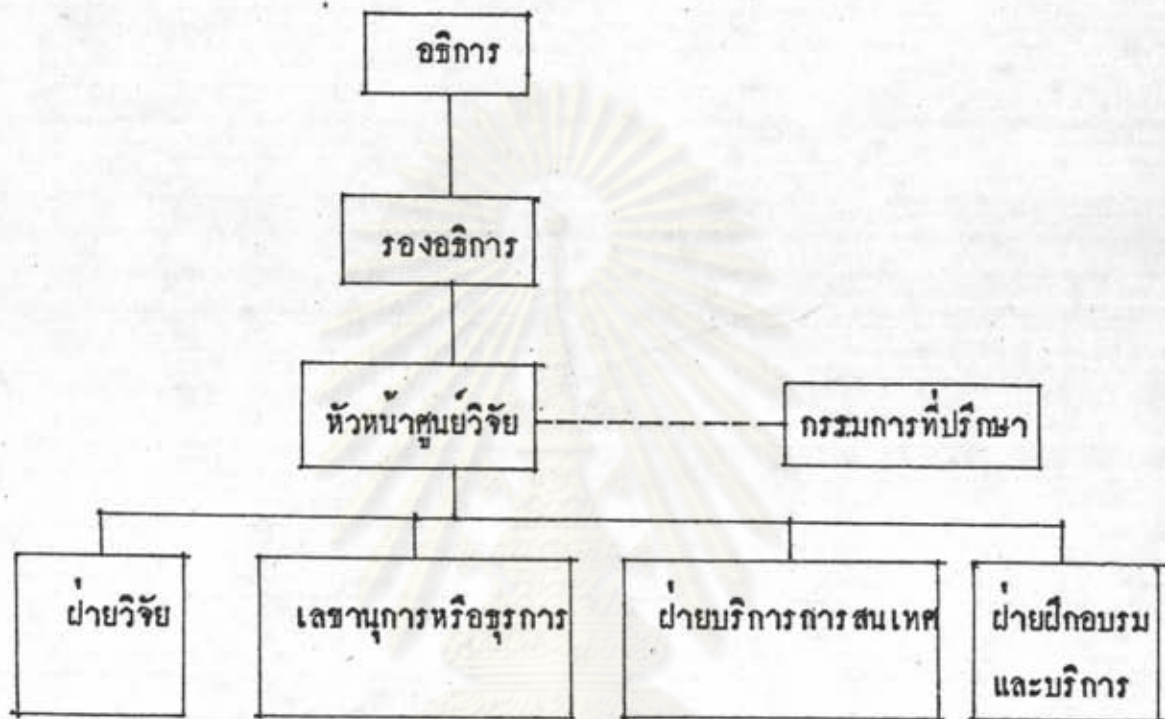 อธิการ
รองอธิการ
หัวหน้าศูนย์วิจัย
กรรมการที่ปรึกษา
ฝ่ายวิจัย
เลขานุการหรือธุรการ
ฝ่ายบริการสารสนเทศ
ฝ่ายฝึกอบรม
และบริการ